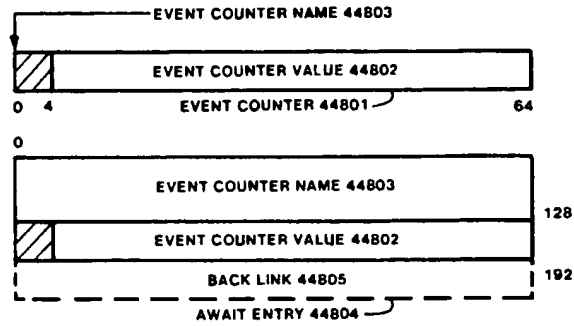 EVENT COUNTER NAME 44803
EVENT COUNTER VALUE 44802
0 4 EVENT COUNTER 44801 64
0
EVENT COUNTER NAME 44803
128
EVENT COUNTER VALUE 44802
192
BACK LINK 44805
AWAIT ENTRY 44804